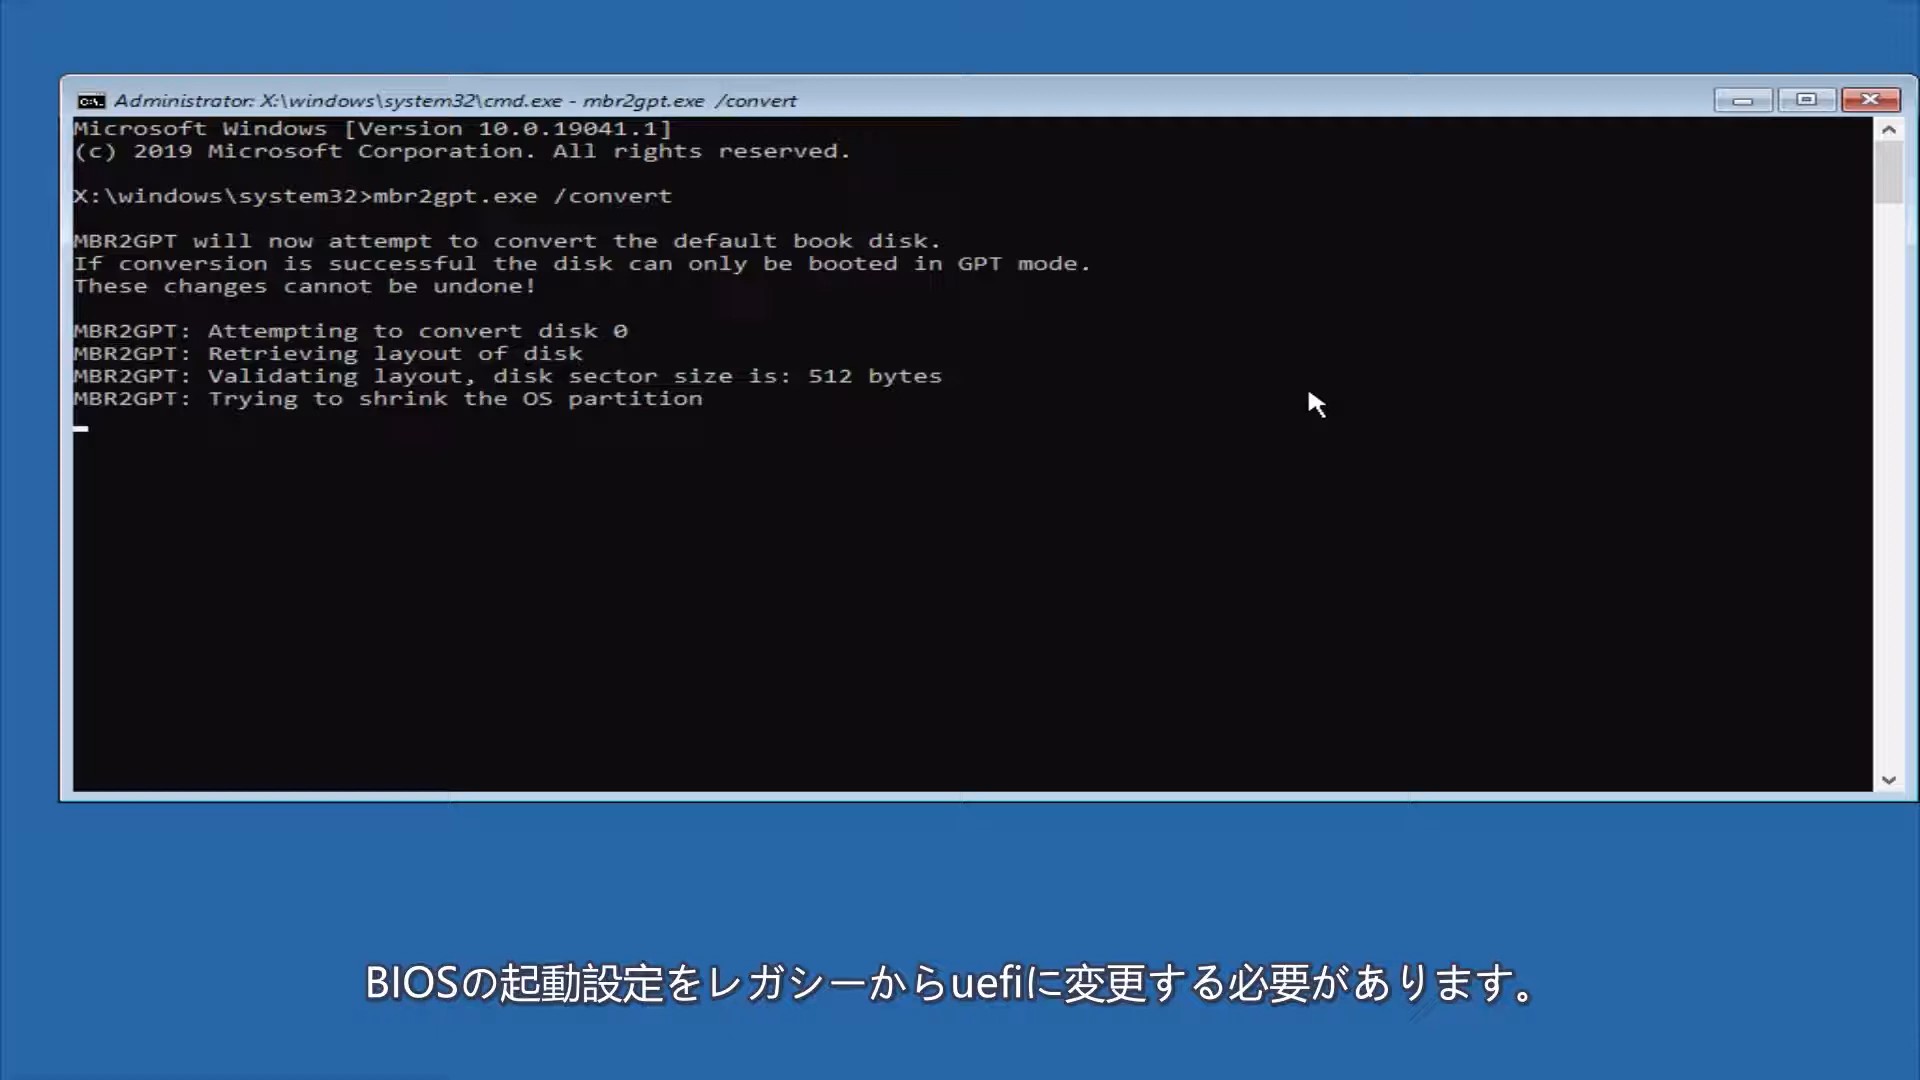 Administrator: X:\windows\system32\cmd.exe - mbr2gpt.exe /convert
Microsoft Windows [Version 10.0.19041.1]
(c) 2019 Microsoft Corporation. All rights reserved.
X:\windows\system32>mbr2gpt.exe /convert
MBR2GPT will now attempt to convert the default book disk.
If conversion is successful the disk can only be booted in GPT mode.
These changes cannot be undone!
MBR2GPT: Attempting to convert disk 0
MBR2GPT: Retrieving layout of disk
MBR2GPT: Validating layout, disk sector size is: 512 bytes
MBR2GPT: Trying to shrink the OS partition
BIOSの起動設定をレガシーからuefiに変更する必要があります。